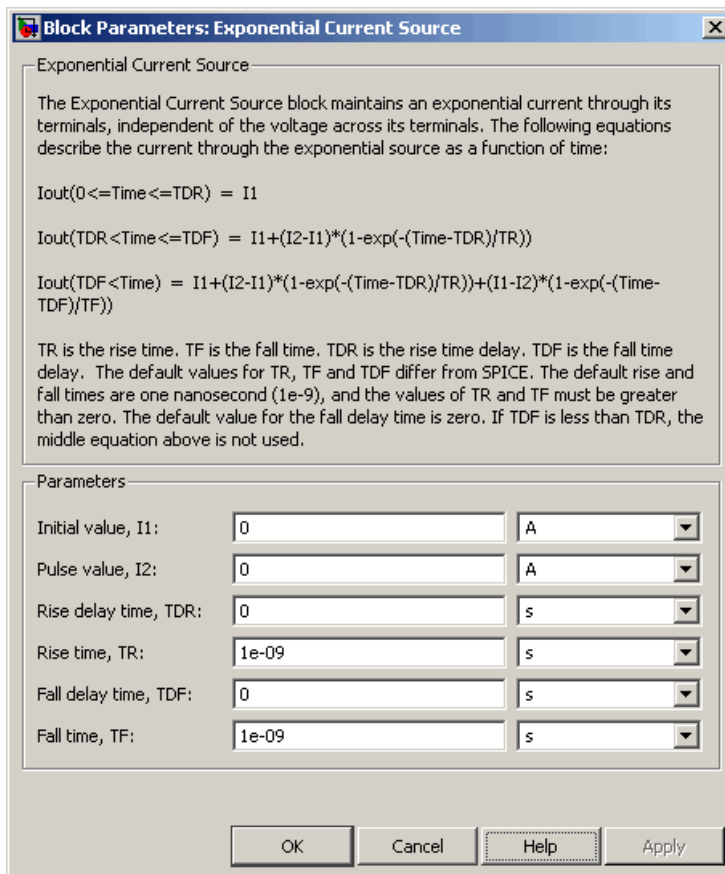 Block Parameters: Exponential Current Source
Exponential Current Source
The Exponential Current Source block maintains an exponential current through its
terminals, independent of the voltage across its terminals. The following equations
describe the current through the exponential source as a function of time:
Iout(0<=Time<=TDR) = I1
Iout(TDR<Time<=TDF) = I1+(I2-I1)*(1-exp(-(Time-TDR)/TR))
Iout(TDF<Time) = I1+(I2-I1)*(1-exp(-(Time-TDR)/TR))+(I1-I2)*(1-exp(-(Time-
TDF)/TF))
TR is the rise time. TF is the fall time. TDR is the rise time delay. TDF is the fall time
delay. The default values for TR, TF and TDF differ from SPICE. The default rise and
fall times are one nanosecond (1e-9), and the values of TR and TF must be greater
than zero. The default value for the fall delay time is zero. If TDF is less than TDR, the
middle equation above is not used.
Parameters
Initial value, I1: 0 A
Pulse value, I2: 0 A
Rise delay time, TDR: 0 s
Rise time, TR: 1e-09 s
Fall delay time, TDF: 0 s
Fall time, TF: 1e-09 s
OK Cancel Help Apply